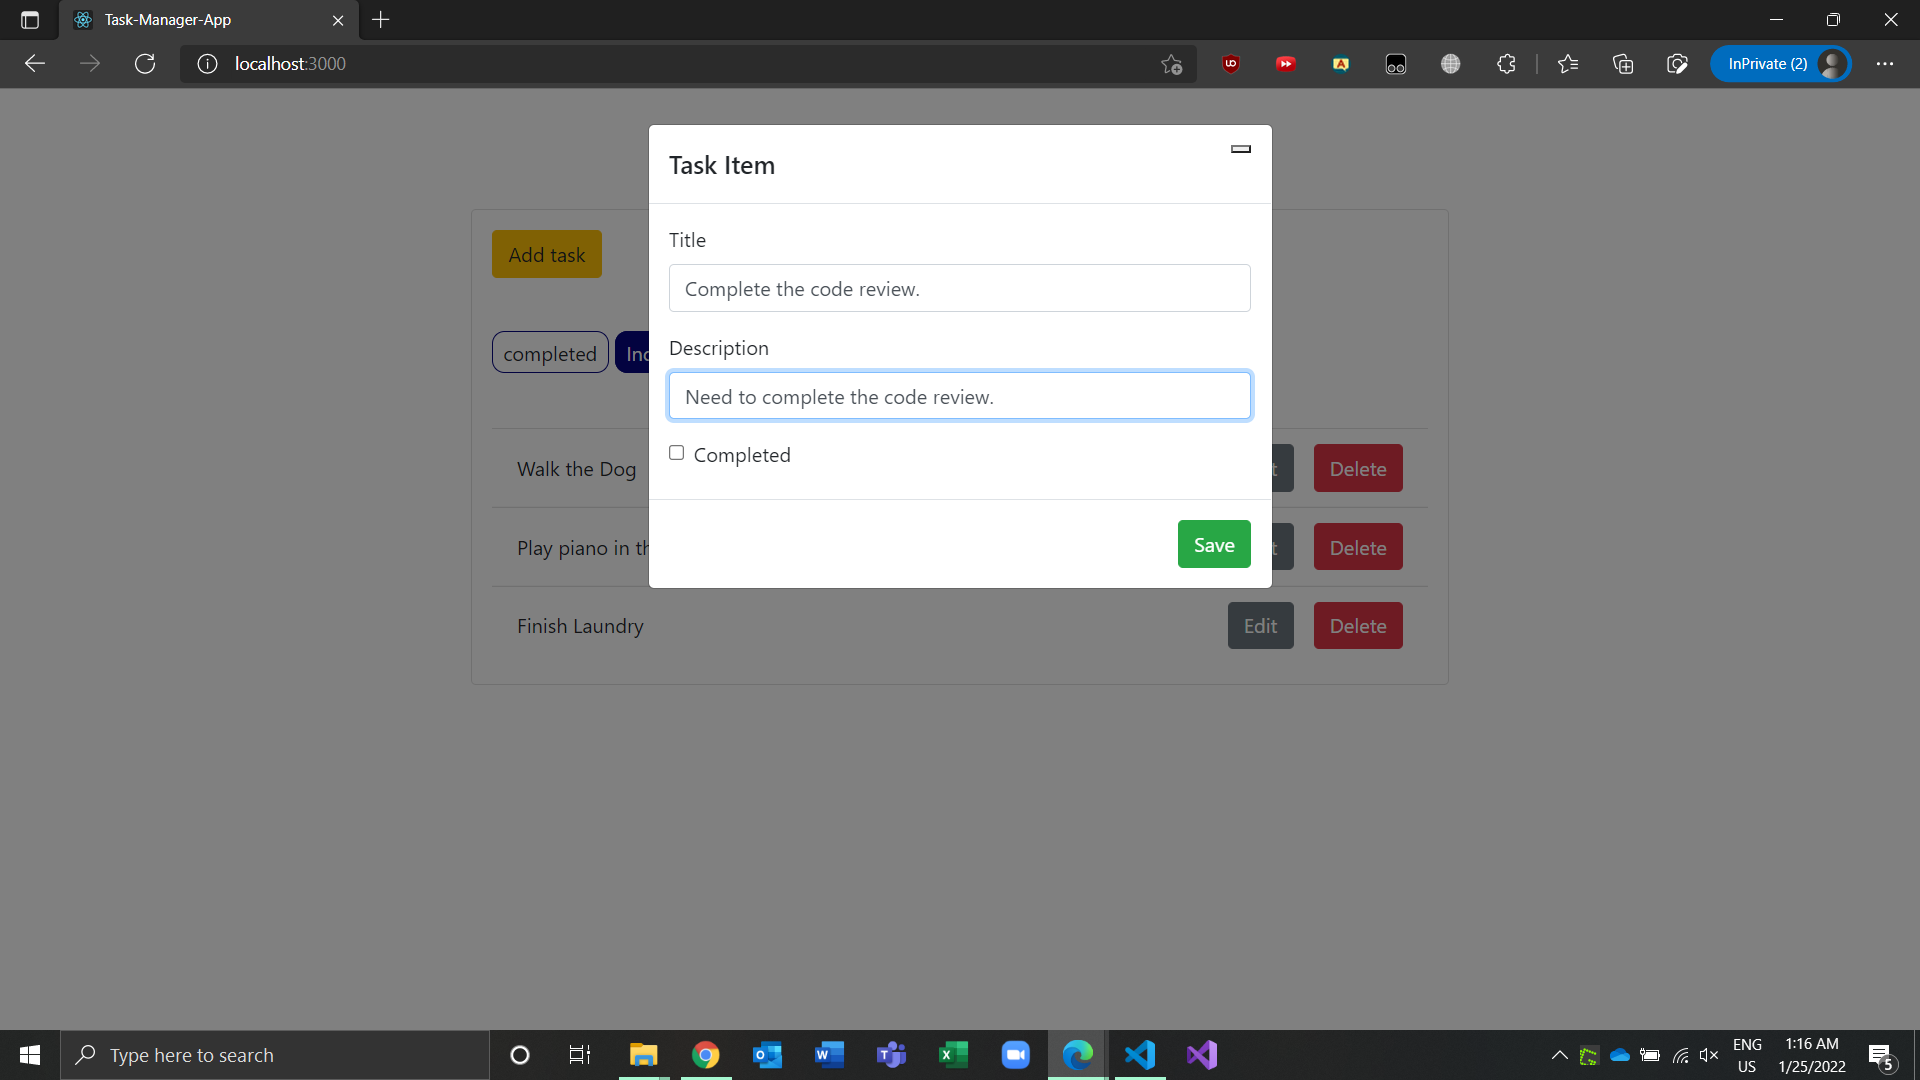 Task-Manager-App
localhost:3000
InPrivate (2)
Task Item
Title
Add task
Complete the code review.
completed
Description
Need to complete the code review.
Completed
Walk the Dog
Delete
Save
Play piano in
Delete
Finish Laundry
Edit
Delete
Type here to search
ENG
US
1:16 AM
1/25/2022
5